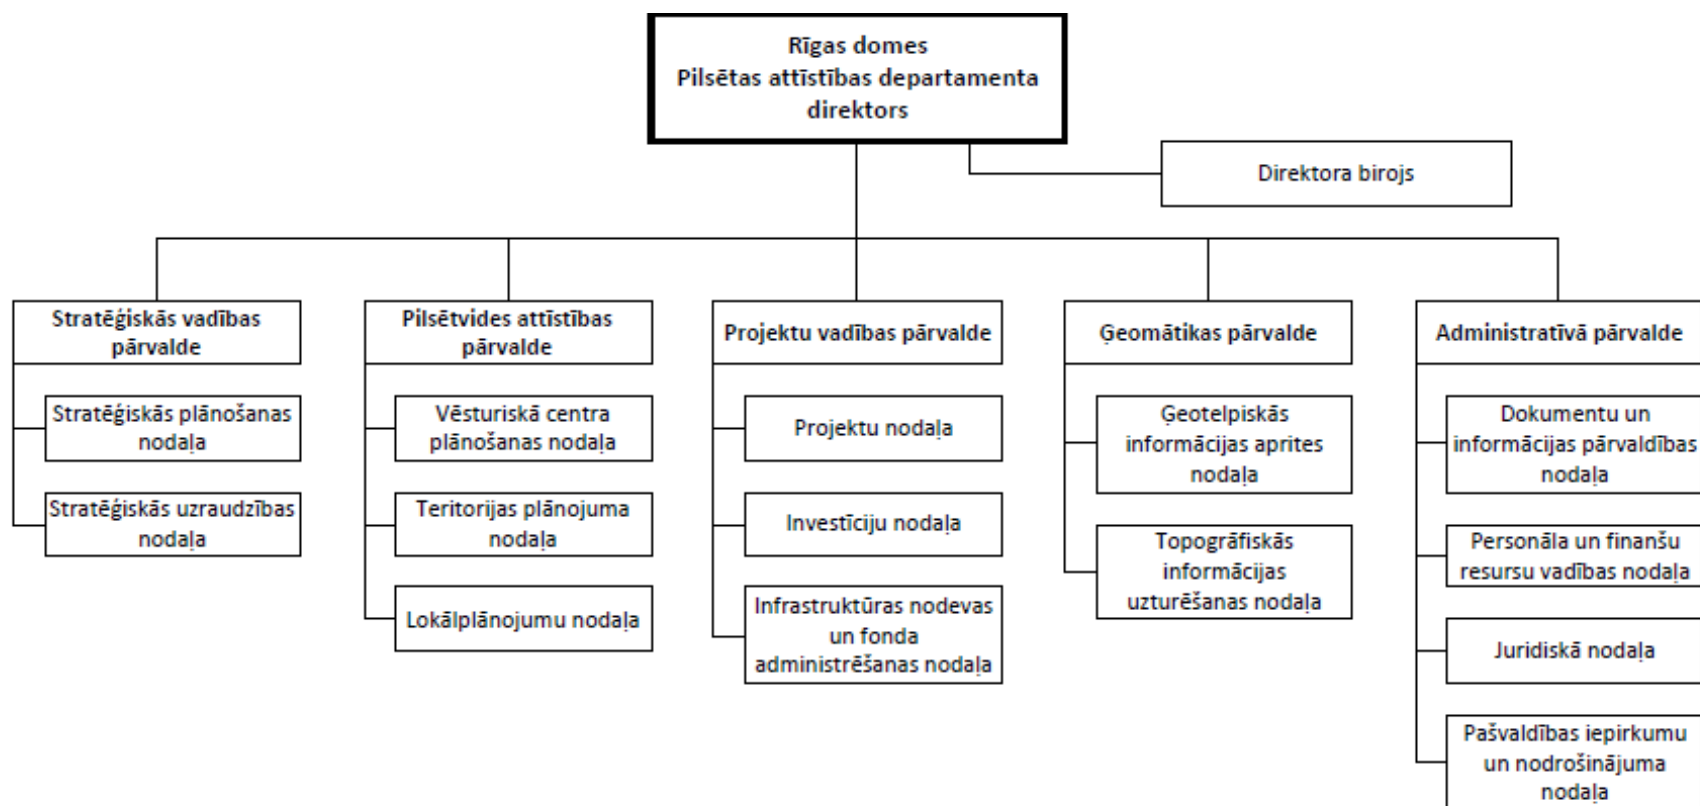 Rīgas domes
Pilsētas attīstības departamenta
direktors
Direktora birojs
Stratēģiskās vadības
pārvalde
Stratēģiskās plānošanas
nodaļa
Stratēģiskās uzraudzības
nodaļa
Pilsētvides attīstības
pārvalde
Vēsturiskā centra
plānošanas nodaļa
Teritorijas plānojuma
nodaļa
Lokālplānojumu nodaļa
Projektu vadības pārvalde
Projektu nodaļa
Investīciju nodaļa
Infrastruktūras nodevas
un fonda
administrēšanas nodaļa
Ģeomātikas pārvalde
Ģeotelpiskās
informācijas aprites
nodaļa
Topogrāfiskās
informācijas
uzturēšanas nodaļa
Administratīvā pārvalde
Dokumentu un
informācijas pārvaldības
nodaļa
Personāla un finanšu
resursu vadības nodaļa
Juridiskā nodaļa
Pašvaldības iepirkumu
un nodrošinājuma
nodaļa